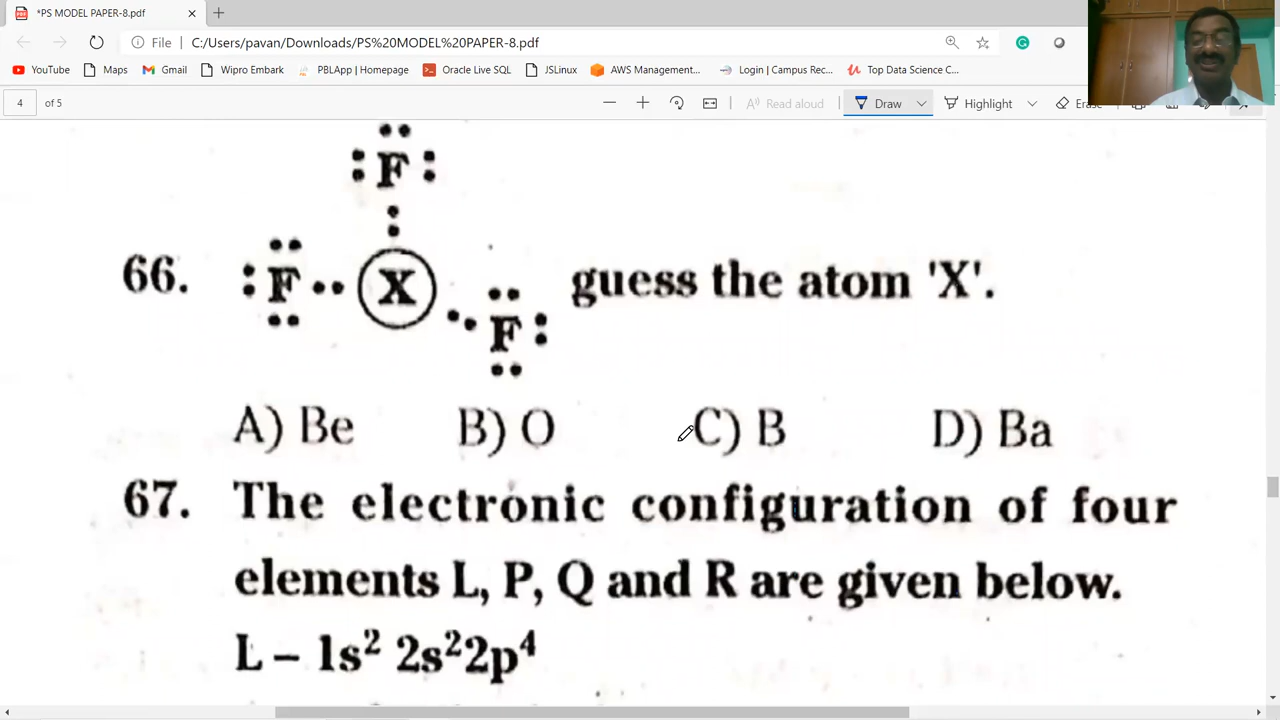 *PS MODEL PAPER-8.pdf
File C:/Users/pavan/Downloads/PS%20MODEL%20PAPER-8.pdf
YouTube Maps Gmail Wipro Embark PBLApp | Homepage Oracle Live SQL JSLinux AWS Management... Login | Campus Rec... Top Data Science C...
4 of 5 Read aloud Draw Highlight Erase
F
66. F X F guess the atom 'X'.
A) Be B) O C) B D) Ba
67. The electronic configuration of four
elements L, P, Q and R are given below.
L – 1s² 2s²2p⁴